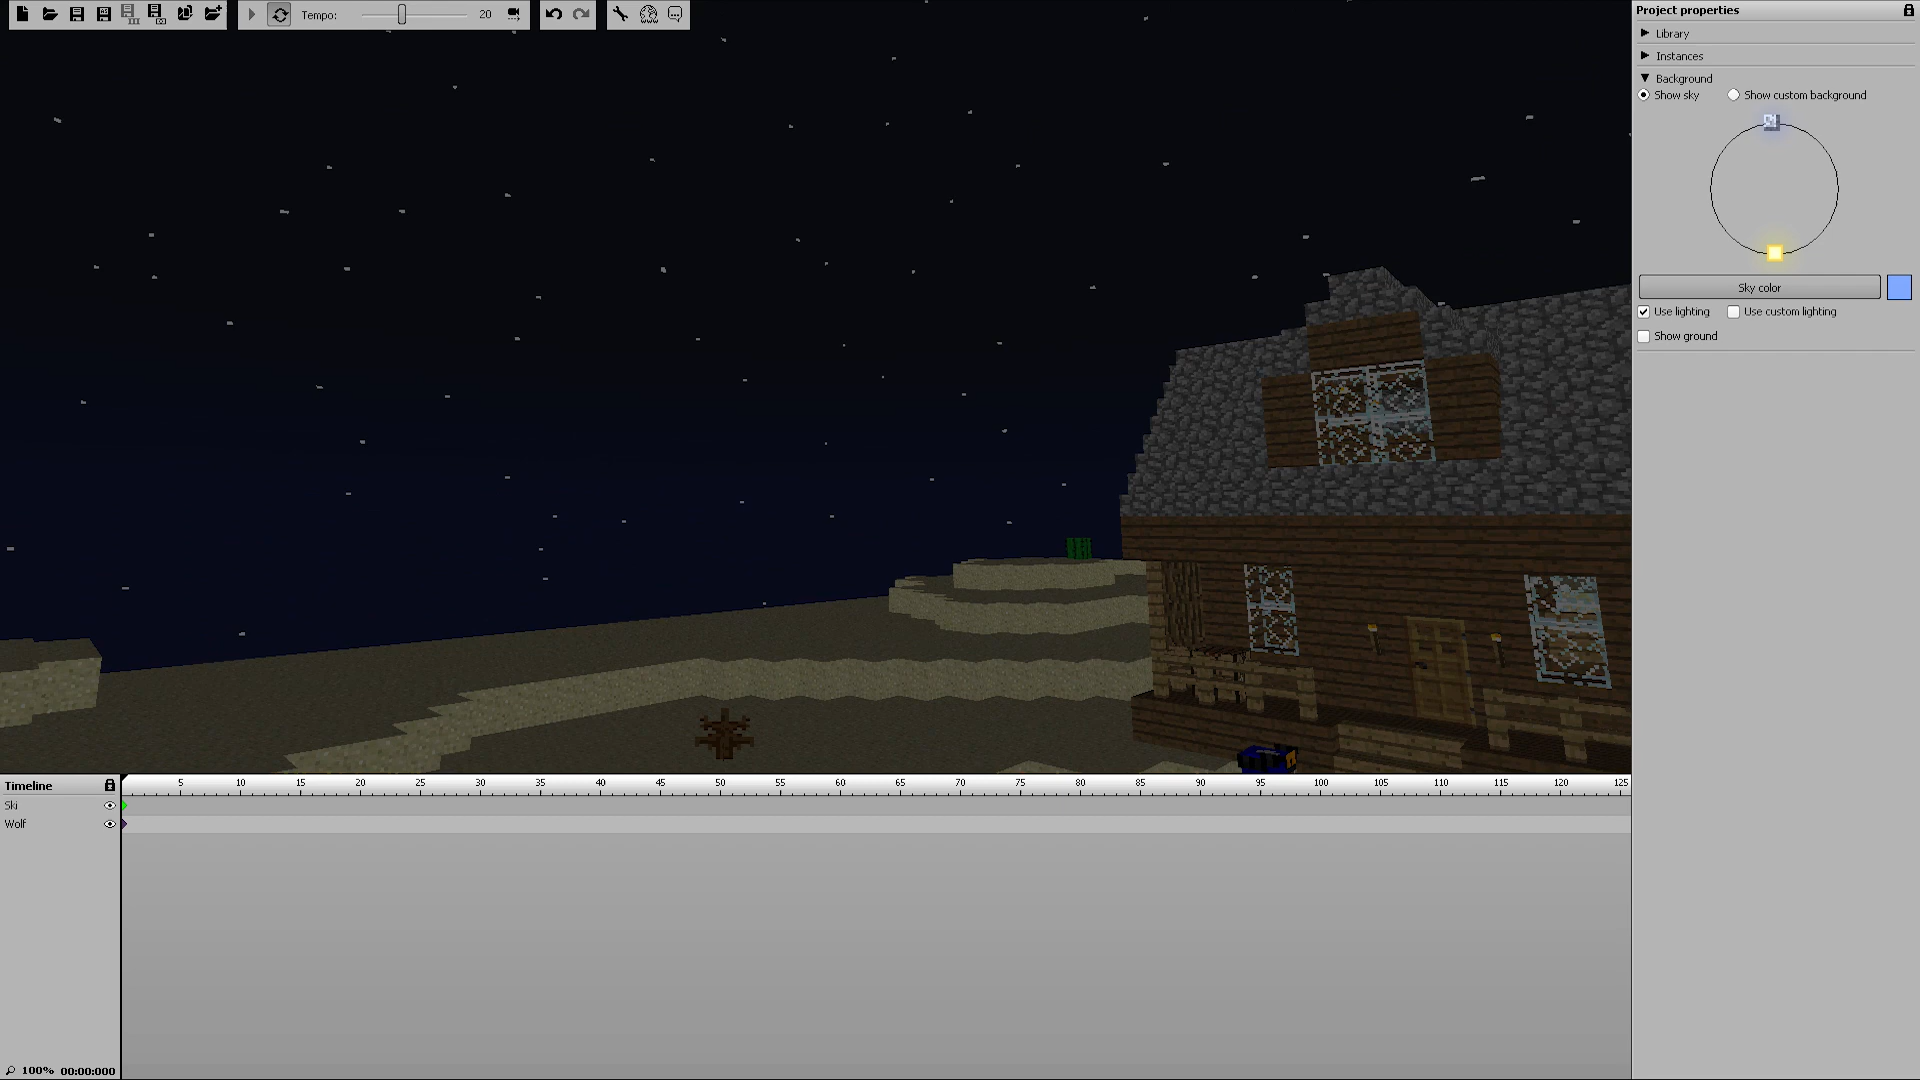 Tempo: 20
Project properties
Library
Instances
Background
Show sky Show custom background
Sky color
Use lighting Use custom lighting
Show ground
Timeline 5 10 15 20 25 30 35 40 45 50 55 60 65 70 75 80 85 90 95 100 105 110 115 120 125
Ski
Wolf
100% 00:00:000